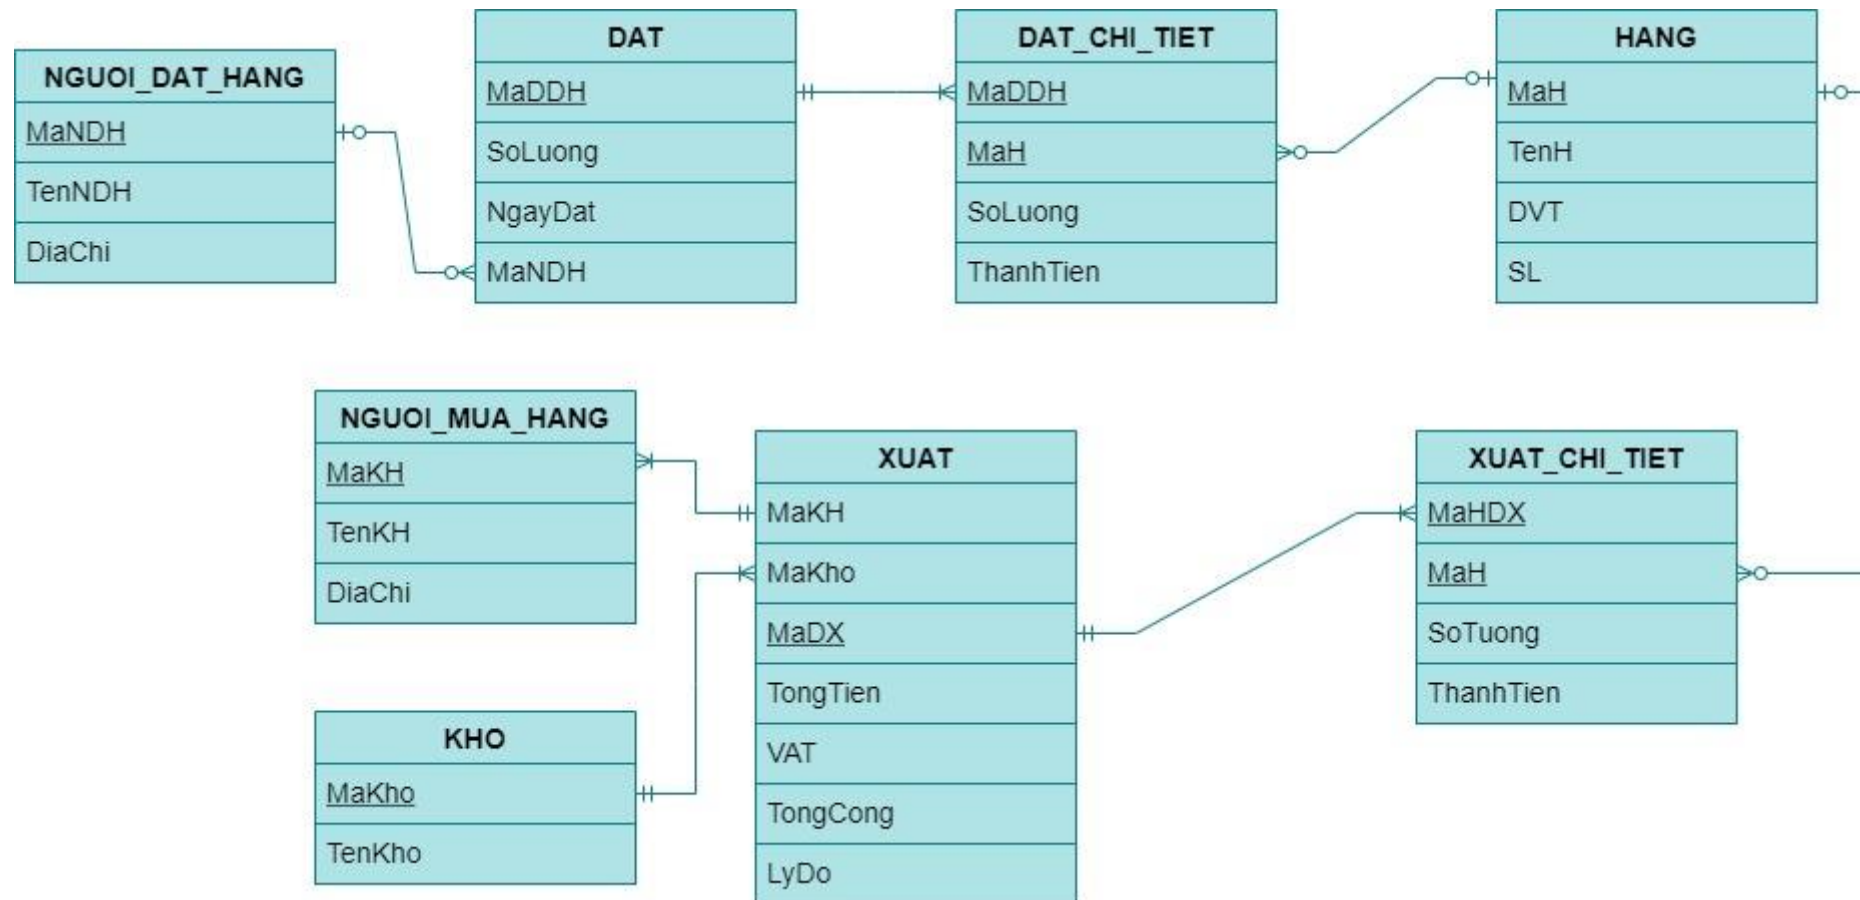 NGUOI_DAT_HANG
MaNDH
TenNDH
DiaChi
DAT
MaDDH
SoLuong
NgayDat
MaNDH
DAT_CHI_TIET
MaDDH
MaH
SoLuong
ThanhTien
HANG
MaH
TenH
DVT
SL
NGUOI_MUA_HANG
MaKH
TenKH
DiaChi
KHO
MaKho
TenKho
XUAT
MaKH
MaKho
MaDX
TongTien
VAT
TongCong
LyDo
XUAT_CHI_TIET
MaHDX
MaH
SoTuong
ThanhTien